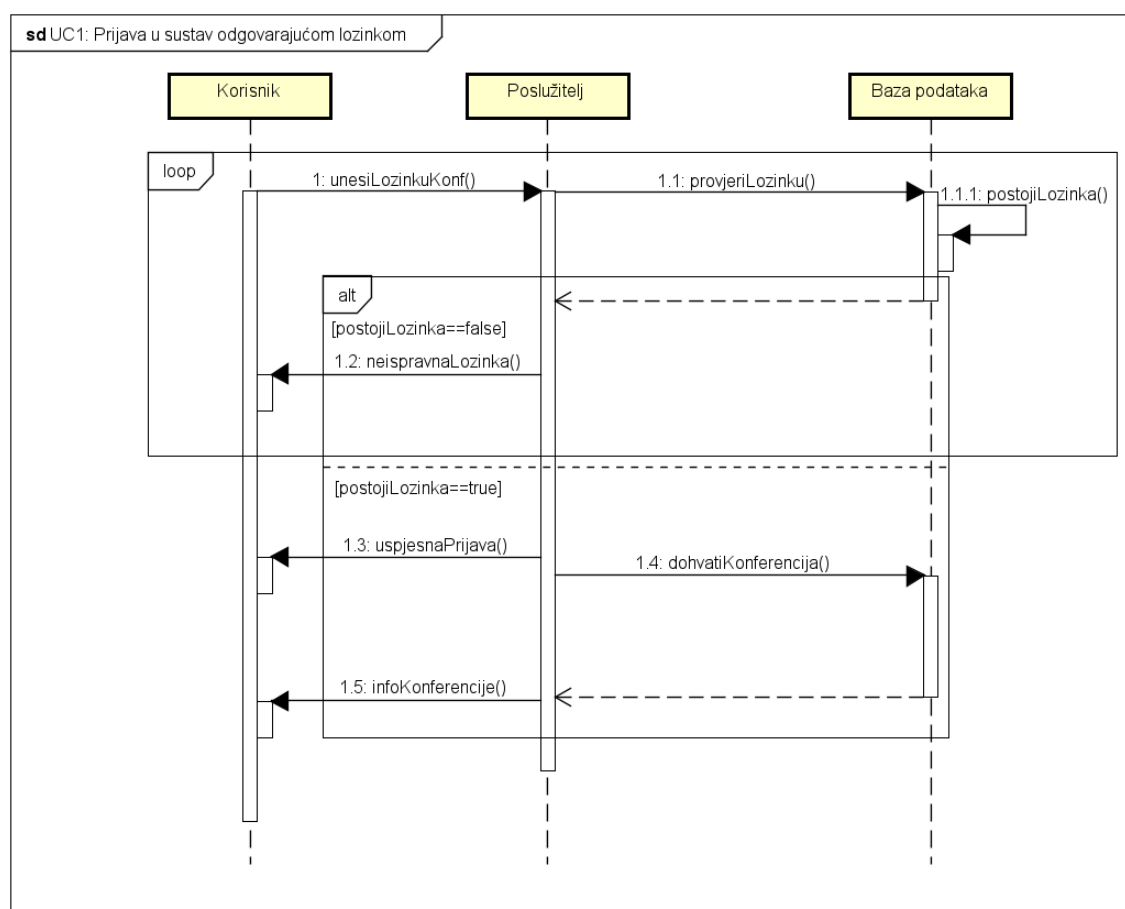 sd UC1: Prijava u sustav odgovarajućom lozinkom
Korisnik
Poslužitelj
Baza podataka
loop
1: unesiLozinkuKonf()
1.1: provjeriLozinku()
1.1.1: postojiLozinka()
alt
[postojiLozinka==false]
1.2: neispravnaLozinka()
[postojiLozinka==true]
1.3: uspjesnaPrijava()
1.4: dohvatiKonferencija()
1.5: infoKonferencije()